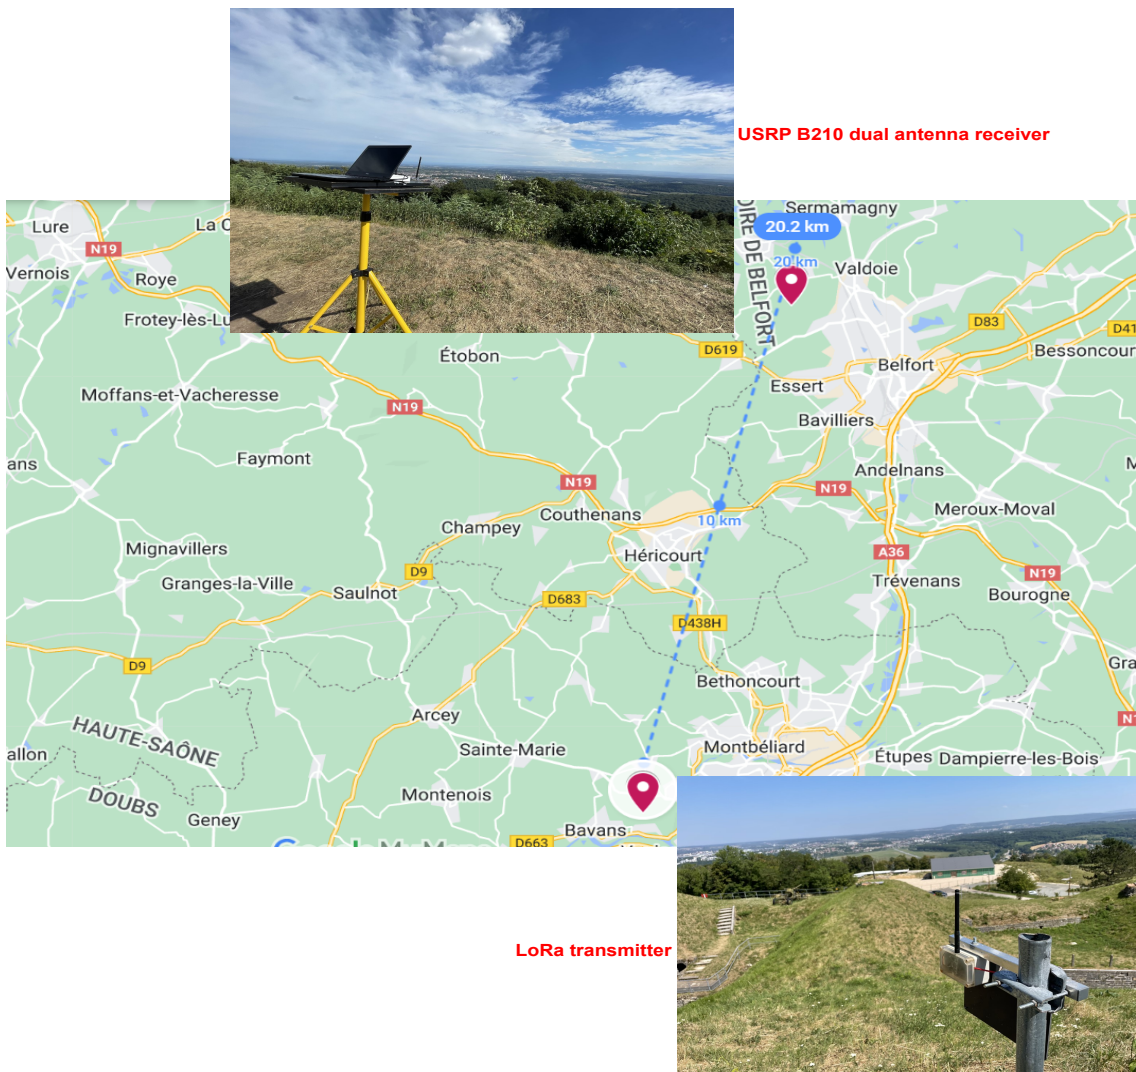 USRP B210 dual antenna receiver
Sermamagny
20.2 km
OIRE DE BELFORT
Lure
La C
N19
20 km
Valdoie
Vernois
Roye
Frotey-lès-Lu
D83
D41
D619
Bessoncour
Étobon
Belfort
Essert
Moffans-et-Vacheresse
N19
Bavilliers
ans
Faymont
Andelnans
M
N19
N19
Couthenans
Meroux-Moval
10 km
Champey
Mignavillers
Héricourt
A36
Granges-la-Ville
D9
Trévenans
N19
Saulnot
D683
Bourogne
D438H
D9
Gra
Bethoncourt
Arcey
N1
HAUTE-SAÔNE
Sainte-Marie
Montbéliard
allon
Étupes
Dampierre-les-Bois
DOUBS
Montenois
Geney
Bavans
D663
LoRa transmitter